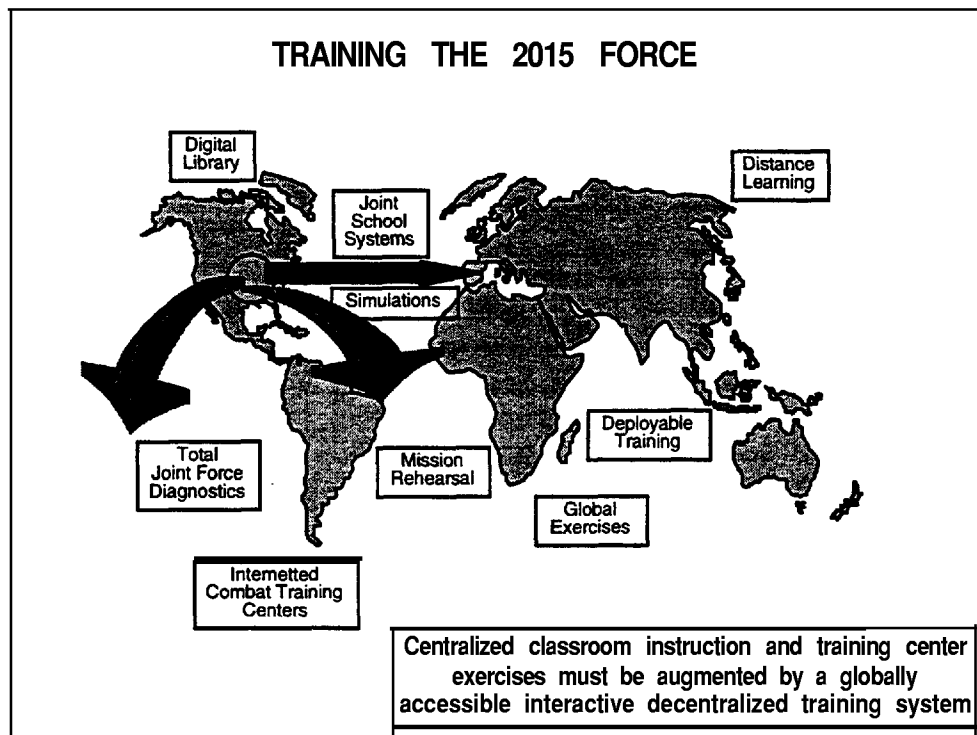 TRAINING THE 2015 FORCE
Digital
Library
Distance
Learning
Joint
School
Systems
Simulations
Deployable
Training
Total
Joint Force
Diagnostics
Mission
Rehearsal
Global
Exercises
Internetted
Combat Training
Centers
Centralized classroom instruction and training center
exercises must be augmented by a globally
accessible interactive decentralized training system